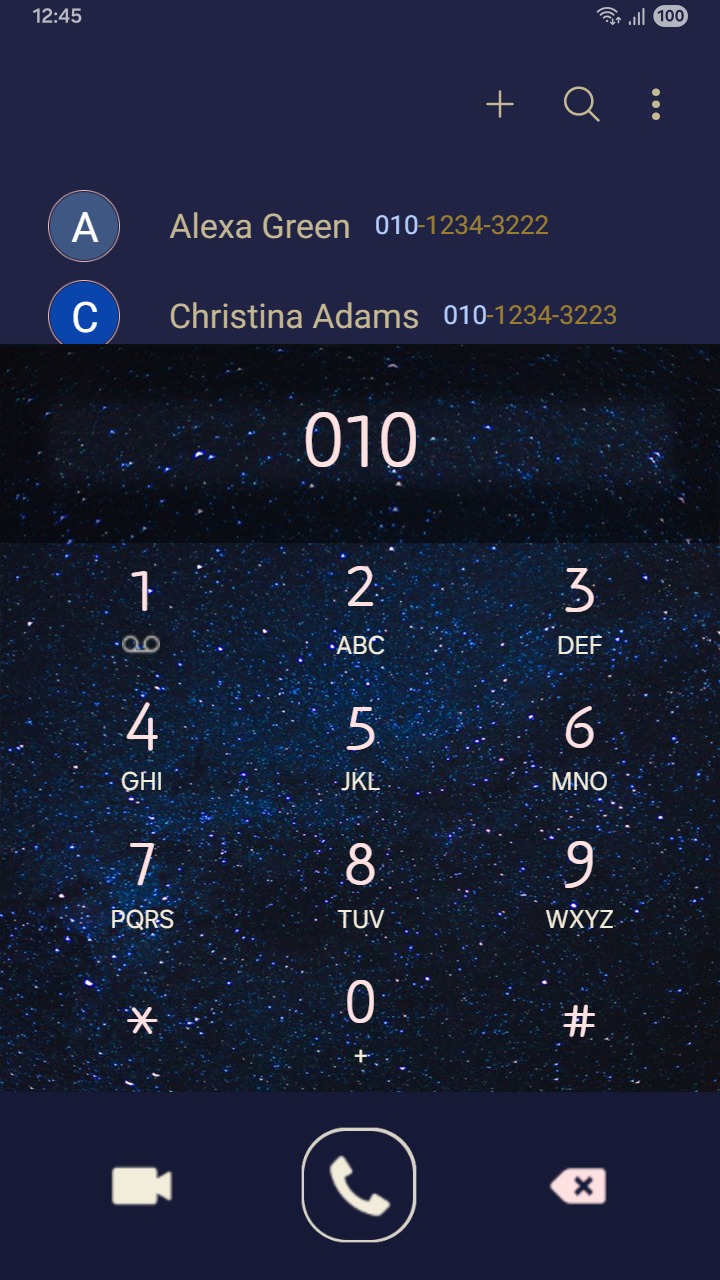 12:45 100
A Alexa Green 010-1234-3222
C Christina Adams 010-1234-3223
010
1 2 3
ABC DEF
4 5 6
GHI JKL MNO
7 8 9
PQRS TUV WXYZ
* 0 #
+